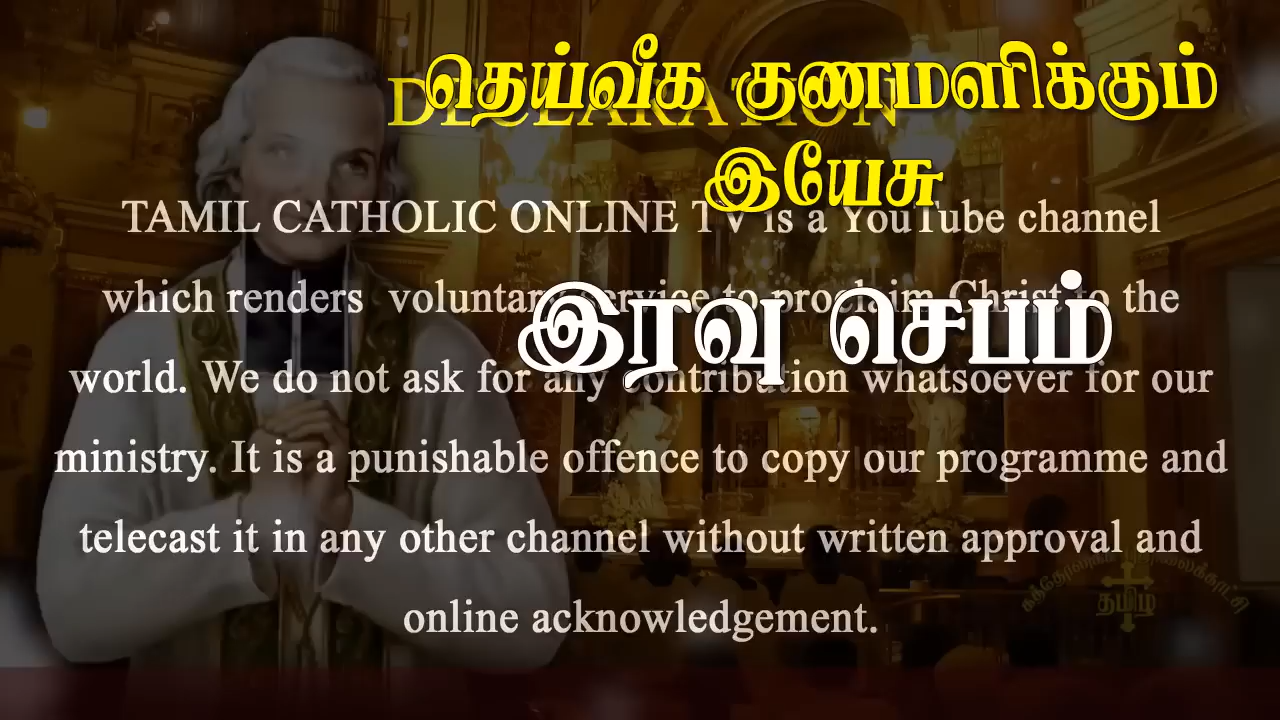 தெய்வீக குணமளிக்கும்
DECLARATION
இயேசு
TAMIL CATHOLIC ONLINE TV is a YouTube channel
which renders voluntary service to proclaim Christ to the
இரவு செபம்
world. We do not ask for any contribution whatsoever for our
ministry. It is a punishable offence to copy our programme and
telecast it in any other channel without written approval and
online acknowledgement.
தமிழ்